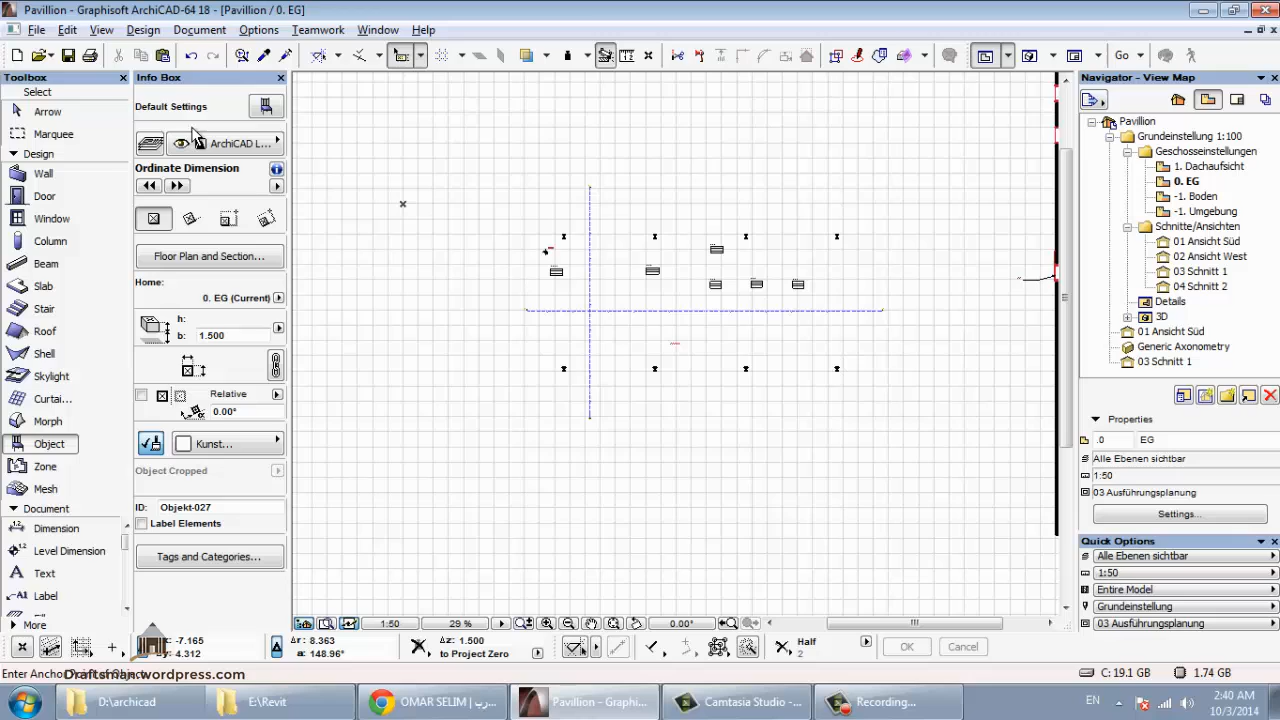 Pavillion - Graphisoft ArchiCAD-64 18 - [Pavillion / 0. EG]
File Edit View Design Document Options Teamwork Window Help
Go
Toolbox
Select
Arrow
Marquee
Design
Wall
Door
Window
Column
Beam
Slab
Stair
Roof
Shell
Skylight
Curtai...
Morph
Object
Zone
Mesh
Document
Dimension
Level Dimension
Text
Label
More
Info Box
Default Settings
ArchiCAD L...
Ordinate Dimension
Floor Plan and Section...
Home:
0. EG (Current)
h:
b: 1.500
Relative
0.00°
Kunst...
Object Cropped
ID: Objekt-027
Label Elements
Tags and Categories...
Navigator - View Map
Pavillion
Grundeinstellung 1:100
Geschosseinstellungen
1. Dachaufsicht
0. EG
-1. Boden
-1. Umgebung
Schnitte/Ansichten
01 Ansicht Süd
02 Ansicht West
03 Schnitt 1
04 Schnitt 2
Details
3D
01 Ansicht Süd
Generic Axonometry
03 Schnitt 1
Properties
.0 EG
Alle Ebenen sichtbar
1:50
03 Ausführungsplanung
Settings...
Quick Options
Alle Ebenen sichtbar
1:50
Entire Model
Grundeinstellung
03 Ausführungsplanung
1:50 29 % 0.00°
-7.165
4.312
Δr: 8.363
a: 148.96°
Δz: 1.500
to Project Zero
Half
2
OK
Cancel
Draftsman.wordpress.com
C: 19.1 GB
1.74 GB
D:\archicad
E:\Revit
OMAR SELIM | رب...
Pavillion - Graphi...
Camtasia Studio -...
Recording...
EN
2:40 AM
10/3/2014